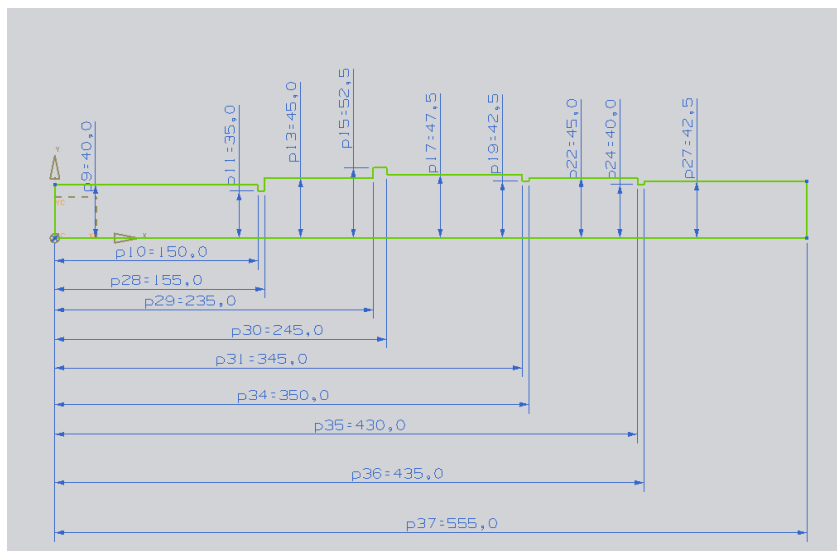 p9=40,0
p11=35,0
p13=45,0
p15=52,5
p17=47,5
p19=42,5
p22=45,0
p24=40,0
p27=42,5
Y
X
p10=150,0
p28=155,0
p29=235,0
p30=245,0
p31=345,0
p34=350,0
p35=430,0
p36=435,0
p37=555,0